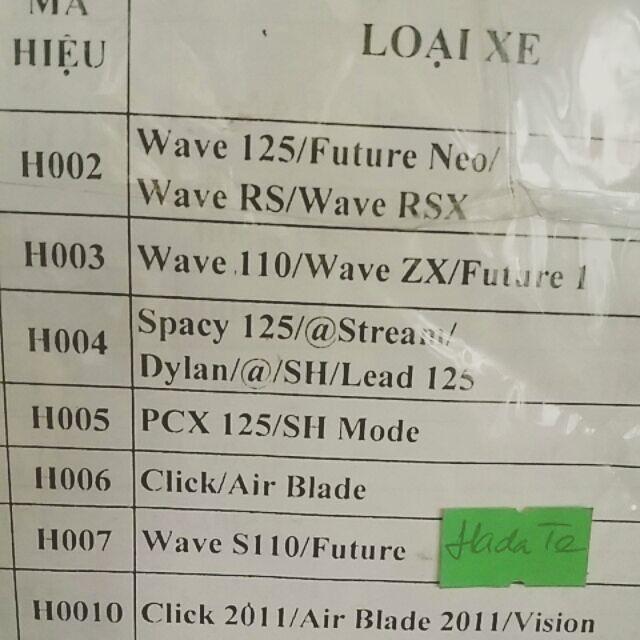 MÃ
HIỆU
LOẠI XE
H002
Wave 125/Future Neo/
Wave RS/Wave RSX
H003
Wave 110/Wave ZX/Future 1
H004
Spacy 125/@Stream/
Dylan/@/SH/Lead 125
H005
PCX 125/SH Mode
H006
Click/Air Blade
H007
Wave S110/Future
H0010
Click 2011/Air Blade 2011/Vision